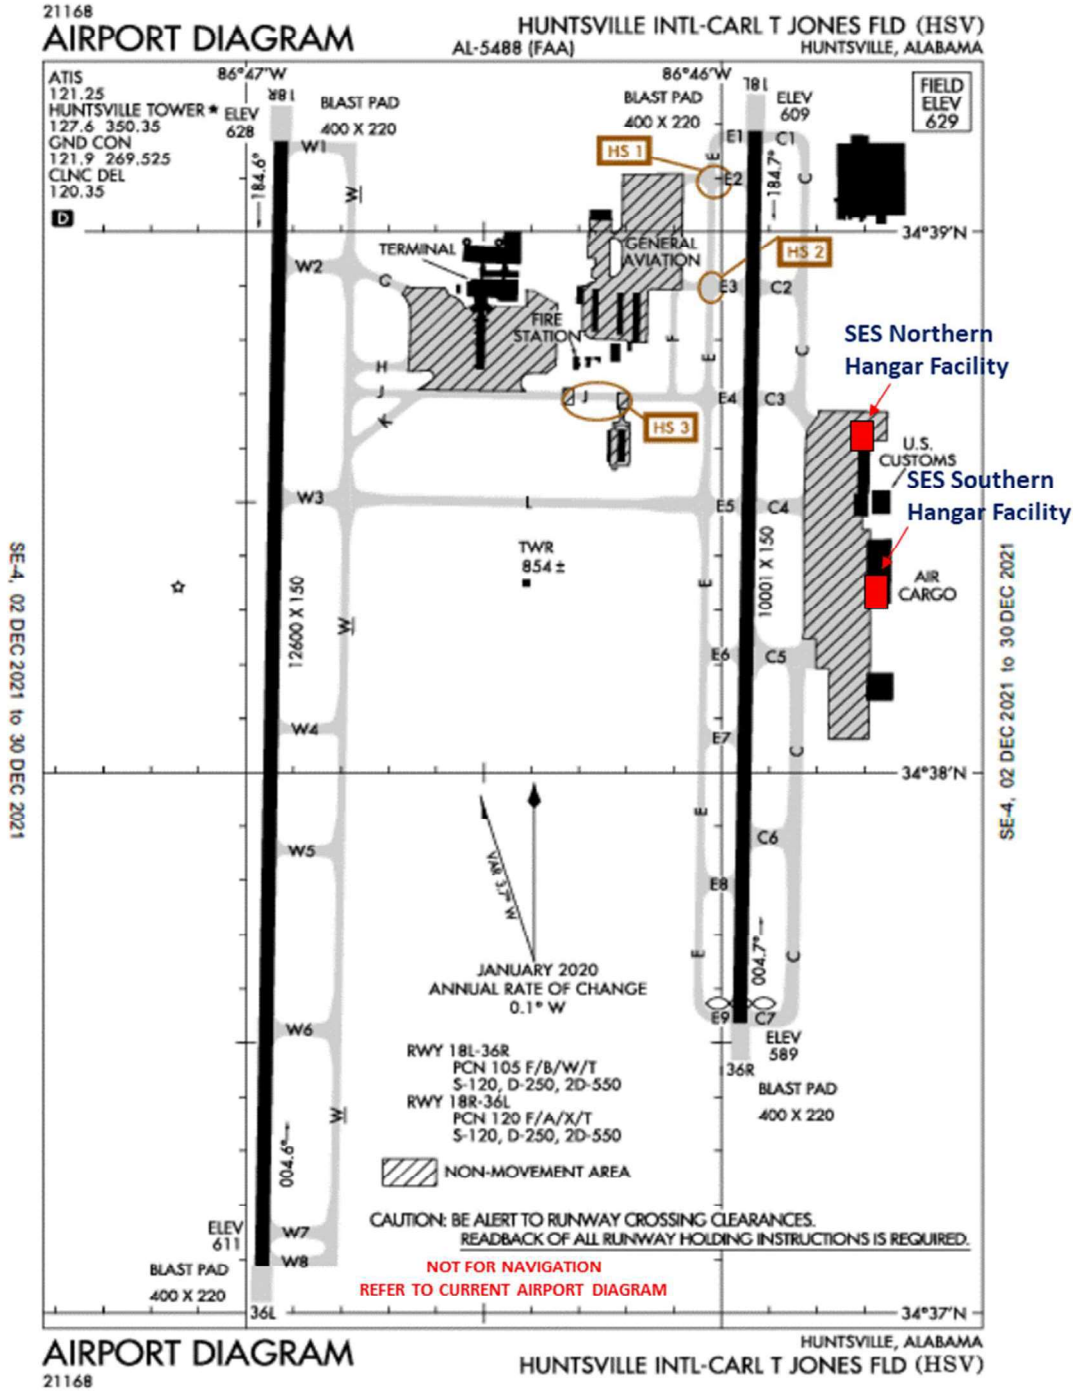 21168
AIRPORT DIAGRAM
AL-5488 (FAA)
HUNTSVILLE INTL-CARL T JONES FLD (HSV)
HUNTSVILLE, ALABAMA
ATIS
121.25
HUNTSVILLE TOWER★
127.6 350.35
GND CON
121.9 269.525
CLNC DEL
120.35
D
86°47'W
86°46'W
18R
ELEV
628
BLAST PAD
400 X 220
BLAST PAD
400 X 220
18L
ELEV
609
FIELD
ELEV
629
W1
W
184.6°
E1
C1
HS 1
E
E2
184.7°
C
34°39'N
TERMINAL
GENERAL
AVIATION
HS 2
W2
G
E3
C2
FIRE
STATION
F
E
C
SES Northern
Hangar Facility
H
J
K
J
E4
C3
HS 3
U.S.
CUSTOMS
SES Southern
Hangar Facility
W3
L
E5
C4
TWR
854±
12600 X 150
10001 X 150
E
AIR
CARGO
W
E6
C5
W4
E7
C
34°38'N
SE-4, 02 DEC 2021 to 30 DEC 2021
SE-4, 02 DEC 2021 to 30 DEC 2021
E
C6
W5
VAR 3.7° W
E8
004.7°
E
C
JANUARY 2020
ANNUAL RATE OF CHANGE
0.1° W
E9
C7
W6
ELEV
589
36R
RWY 18L-36R
PCN 105 F/B/W/T
S-120, D-250, 2D-550
RWY 18R-36L
PCN 120 F/A/X/T
S-120, D-250, 2D-550
BLAST PAD
400 X 220
W
004.6°
NON-MOVEMENT AREA
ELEV
611
W7
W8
CAUTION: BE ALERT TO RUNWAY CROSSING CLEARANCES.
READBACK OF ALL RUNWAY HOLDING INSTRUCTIONS IS REQUIRED.
BLAST PAD
400 X 220
NOT FOR NAVIGATION
REFER TO CURRENT AIRPORT DIAGRAM
36L
34°37'N
AIRPORT DIAGRAM
21168
HUNTSVILLE, ALABAMA
HUNTSVILLE INTL-CARL T JONES FLD (HSV)